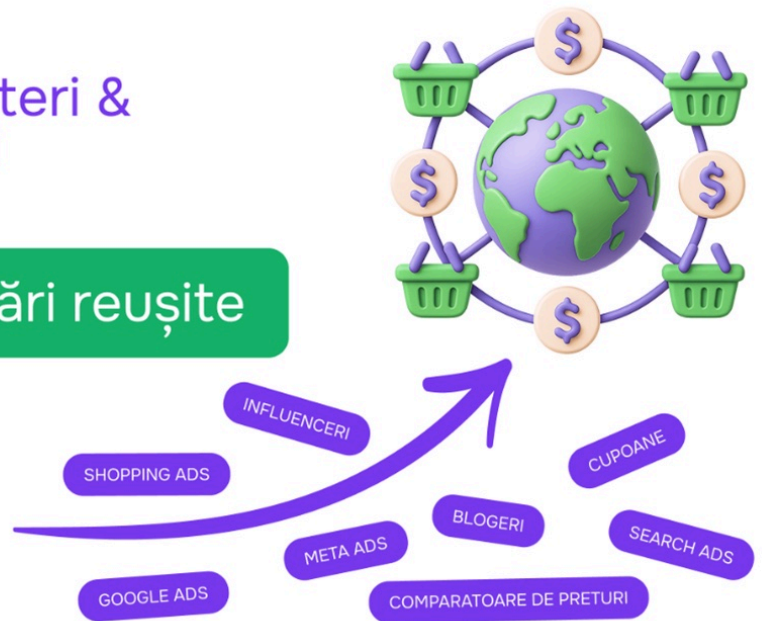 teri &
ări reușite
INFLUENCERI
SHOPPING ADS
CUPOANE
BLOGERI
META ADS
SEARCH ADS
GOOGLE ADS
COMPARATOARE DE PRETURI
$
$
$
$